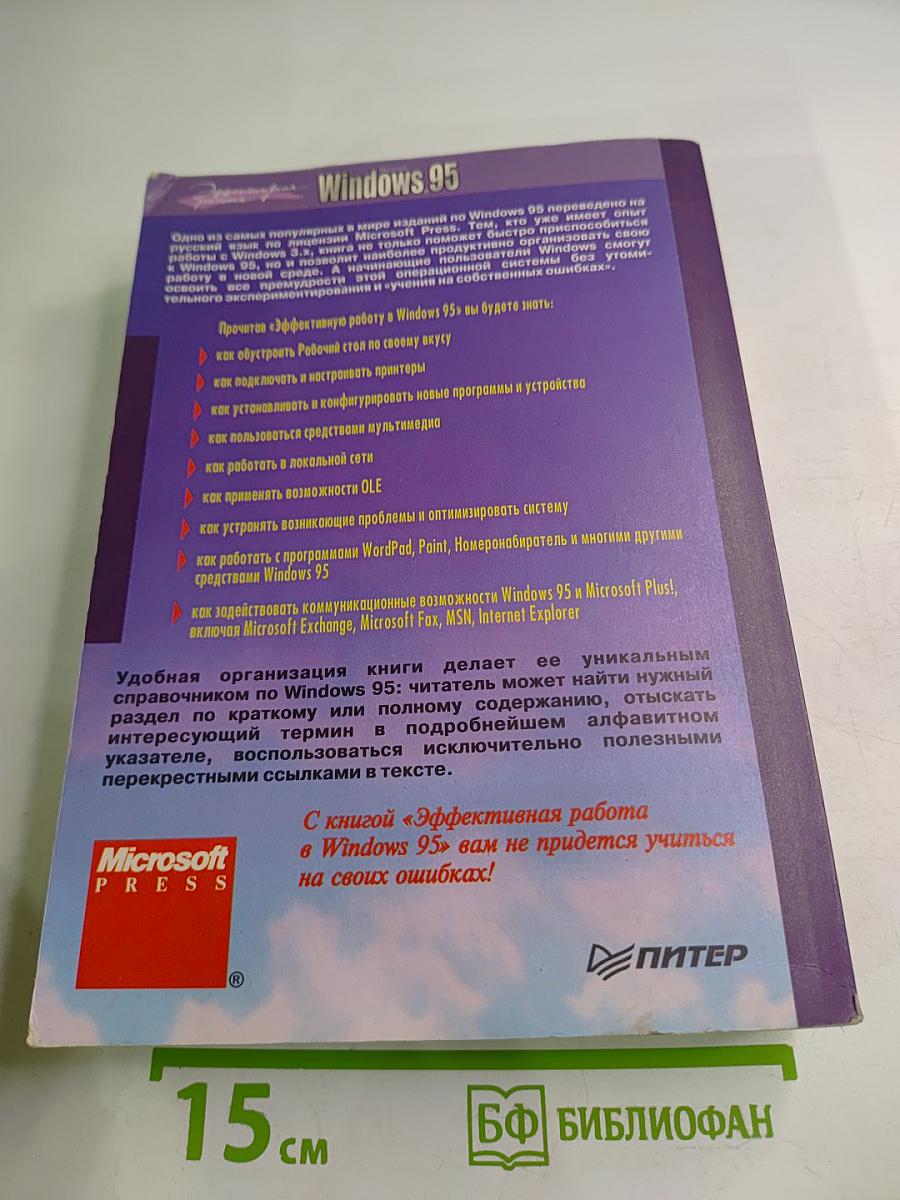 Эффективная
работа
Windows 95
Одно из самых популярных в мире изданий по Windows 95 переведено на
русский язык по лицензии Microsoft Press. Тем, кто уже имеет опыт
работы с Windows 3.x, книга не только поможет быстро приспособиться
к Windows 95, но и позволит наиболее продуктивно организовать свою
работу в новой среде. А начинающие пользователи Windows смогут
освоить все премудрости этой операционной системы без утоми-
тельного экспериментирования и «учения на собственных ошибках».
Прочитав «Эффективную работу в Windows 95» вы будете знать:
как обустроить Рабочий стол по своему вкусу
как подключать и настраивать принтеры
как устанавливать и конфигурировать новые программы и устройства
как пользоваться средствами мультимедиа
как работать в локальной сети
как применять возможности OLE
как устранять возникающие проблемы и оптимизировать систему
как работать с программами WordPad, Paint, Номеронабиратель и многими другими
средствами Windows 95
как задействовать коммуникационные возможности Windows 95 и Microsoft Plus!,
включая Microsoft Exchange, Microsoft Fax, MSN, Internet Explorer
Удобная организация книги делает ее уникальным
справочником по Windows 95: читатель может найти нужный
раздел по краткому или полному содержанию, отыскать
интересующий термин в подробнейшем алфавитном
указателе, воспользоваться исключительно полезными
перекрестными ссылками в тексте.
С книгой «Эффективная работа
в Windows 95» вам не придется учиться
на своих ошибках!
Microsoft
PRESS
®
ПИТЕР
15 см
БФ БИБЛИОФАН